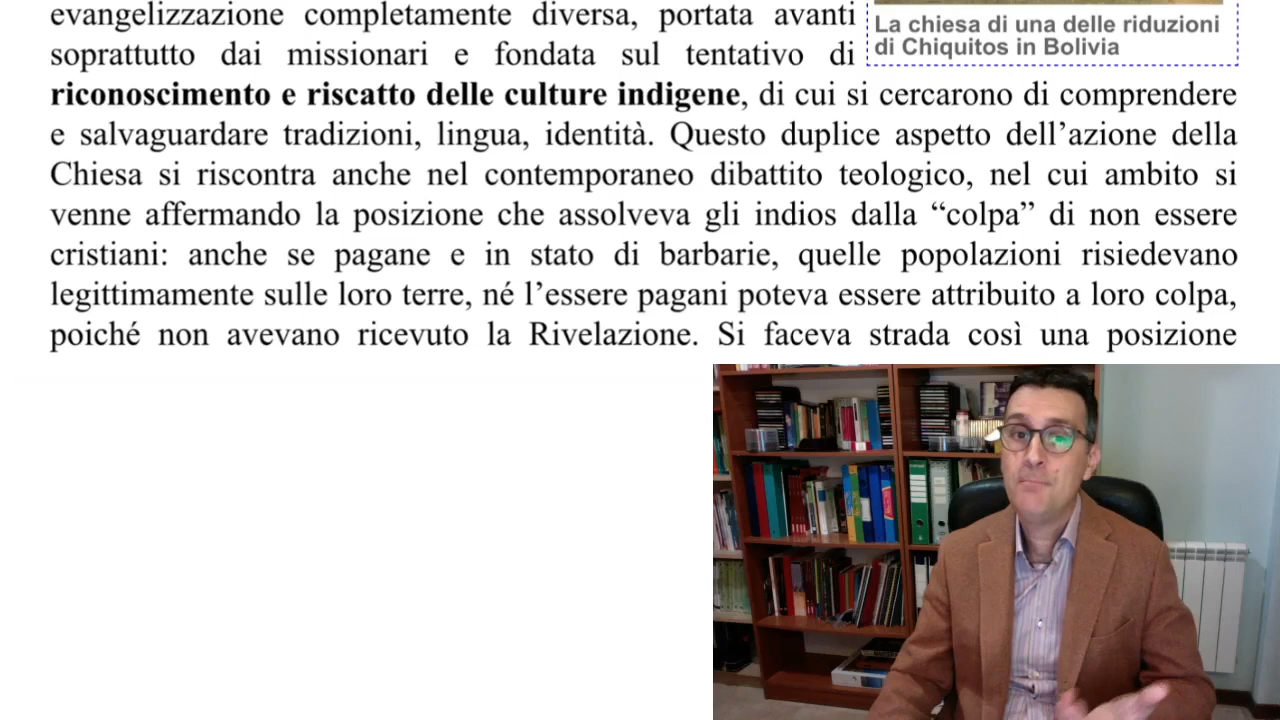 evangelizzazione completamente diversa, portata avanti
soprattutto dai missionari e fondata sul tentativo di
La chiesa di una delle riduzioni
di Chiquitos in Bolivia
riconoscimento e riscatto delle culture indigene, di cui si cercarono di comprendere
e salvaguardare tradizioni, lingua, identità. Questo duplice aspetto dell’azione della
Chiesa si riscontra anche nel contemporaneo dibattito teologico, nel cui ambito si
venne affermando la posizione che assolveva gli indios dalla “colpa” di non essere
cristiani: anche se pagane e in stato di barbarie, quelle popolazioni risiedevano
legittimamente sulle loro terre, né l’essere pagani poteva essere attribuito a loro colpa,
poiché non avevano ricevuto la Rivelazione. Si faceva strada così una posizione